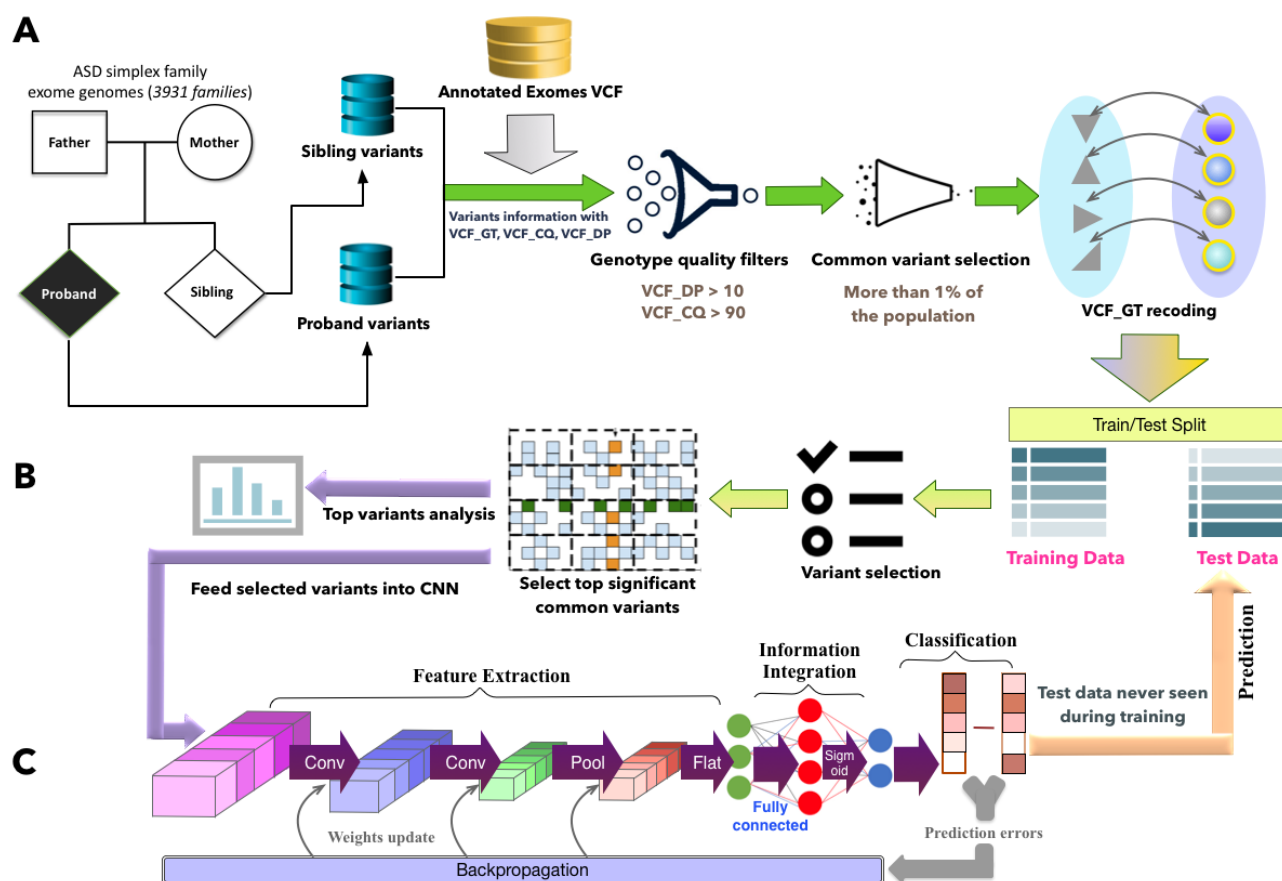 A
ASD simplex family
exome genomes (3931 families)
Father
Mother
Proband
Sibling
Sibling variants
Proband variants
Annotated Exomes VCF
Variants information with
VCF_GT, VCF_CQ, VCF_DP
Genotype quality filters
VCF_DP > 10
VCF_CQ > 90
Common variant selection
More than 1% of
the population
VCF_GT recoding
B
Train/Test Split
Training Data
Test Data
Variant selection
Select top significant
common variants
Top variants analysis
Feed selected variants into CNN
C
Feature Extraction
Information
Integration
Classification
Conv
Conv
Pool
Flat
Sigm
oid
Fully
connected
Test data never seen
during training
Prediction
Weights update
Prediction errors
Backpropagation